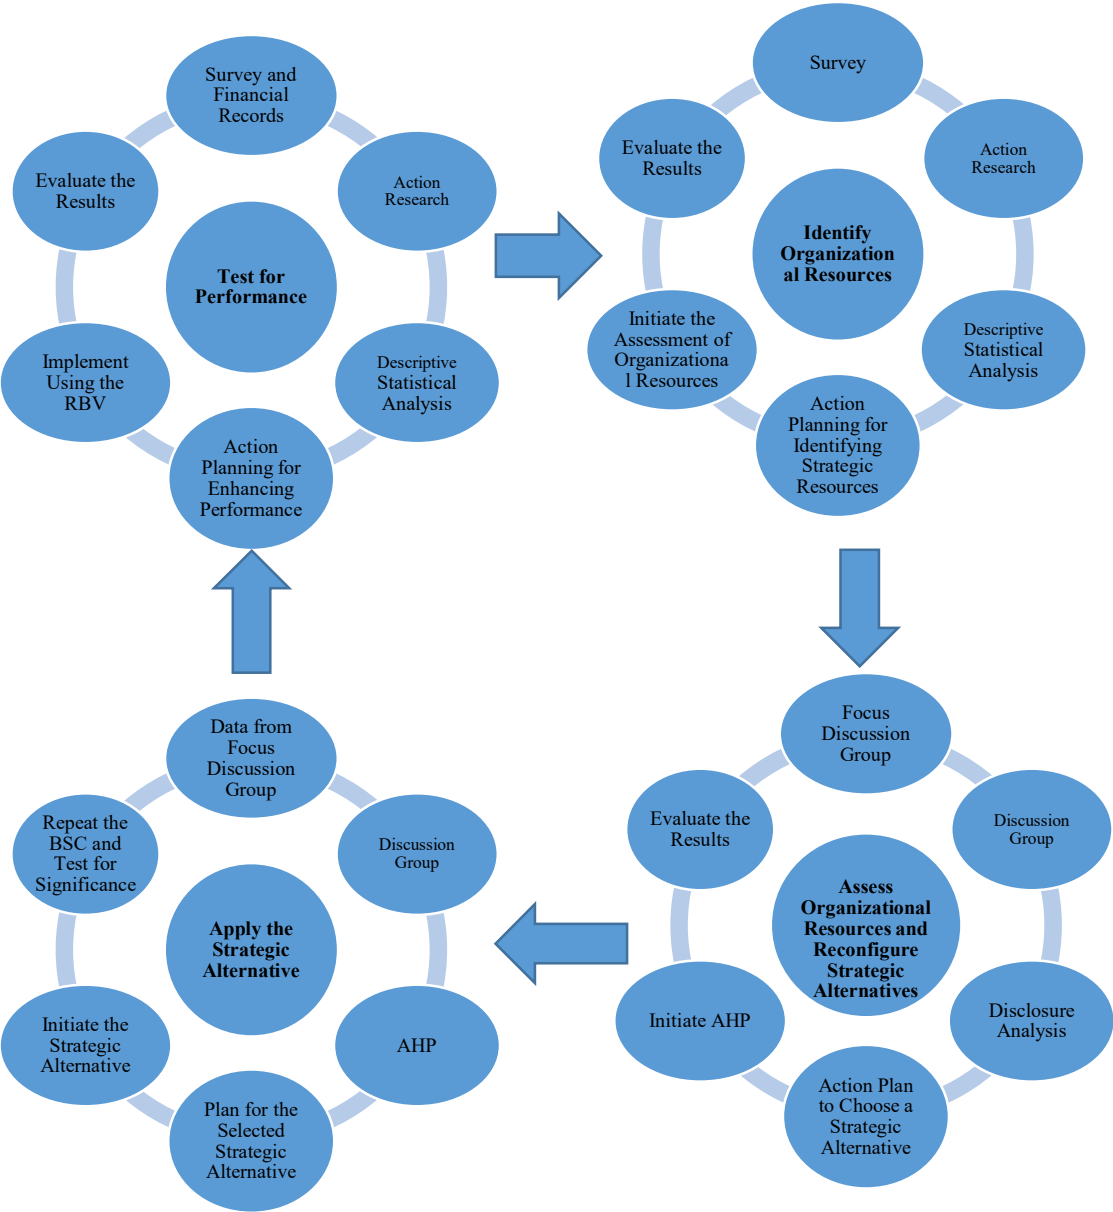 Survey and
Financial
Records
Action
Research
Descriptive
Statistical
Analysis
Action
Planning for
Enhancing
Performance
Implement
Using the
RBV
Evaluate the
Results
Test for
Performance
Survey
Action
Research
Descriptive
Statistical
Analysis
Action
Planning for
Identifying
Strategic
Resources
Initiate the
Assessment of
Organizationa
l Resources
Evaluate the
Results
Identify
Organization
al Resources
Focus
Discussion
Group
Discussion
Group
Disclosure
Analysis
Action Plan
to Choose a
Strategic
Alternative
Initiate AHP
Evaluate the
Results
Assess
Organizational
Resources and
Reconfigure
Strategic
Alternatives
Data from
Focus
Discussion
Group
Discussion
Group
AHP
Plan for the
Selected
Strategic
Alternative
Initiate the
Strategic
Alternative
Repeat the
BSC and
Test for
Significance
Apply the
Strategic
Alternative